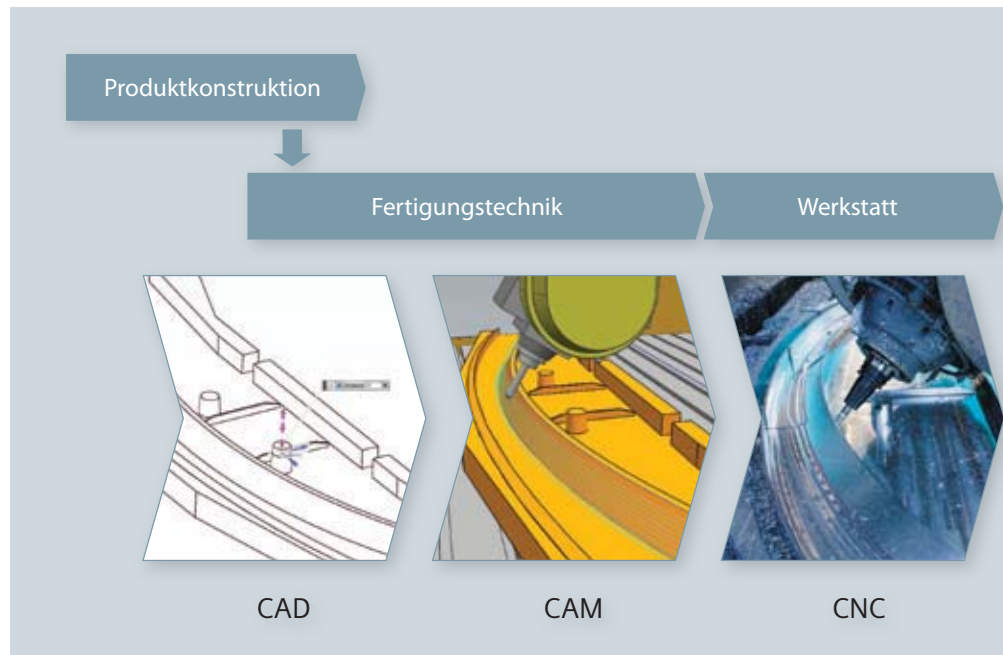 Produktkonstruktion
Fertigungstechnik
Werkstatt
CAD
CAM
CNC